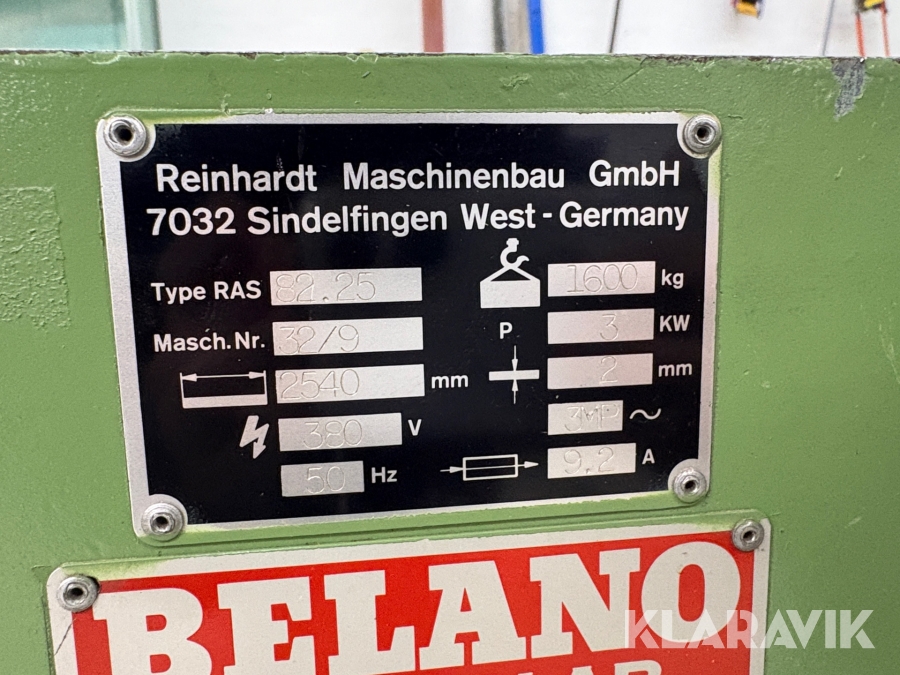 Reinhardt Maschinenbau GmbH
7032 Sindelfingen West-Germany
Type RAS 82.25
1600 kg
Masch.Nr. 32/9
P 3 KW
2540 mm
2 mm
380 V
3MP ~
50 Hz
9.2 A
BELANO
KLARAVIK